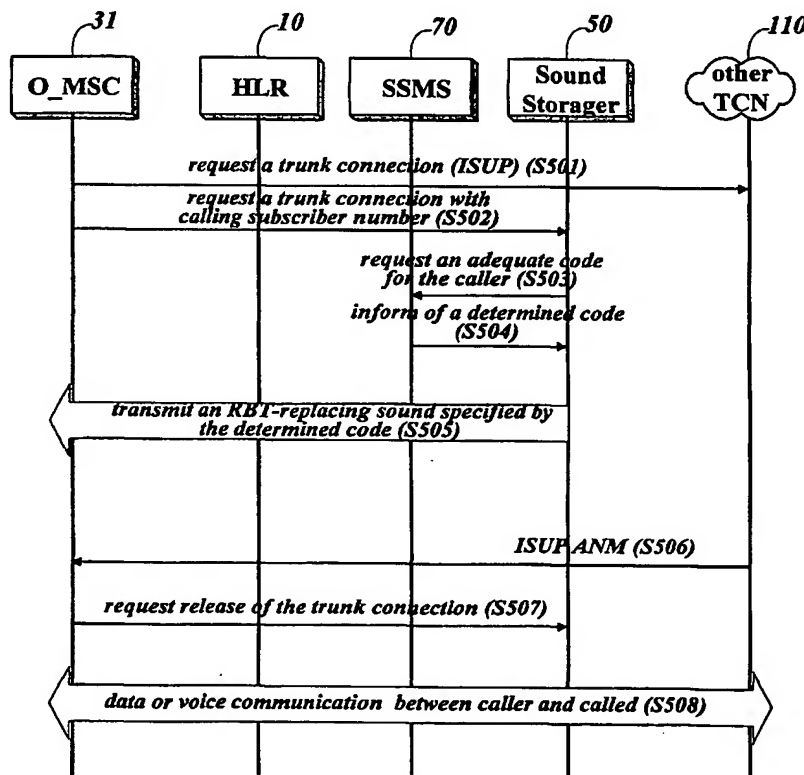 31
10
70
50
110
O_MSC
HLR
SSMS
Sound
Storager
other
TCN
request a trunk connection (ISUP) (S501)
request a trunk connection with
calling subscriber number (S502)
request an adequate code
for the caller (S503)
inform of a determined code
(S504)
transmit an RBT-replacing sound specified by
the determined code (S505)
ISUP ANM (S506)
request release of the trunk connection (S507)
data or voice communication between caller and called (S508)